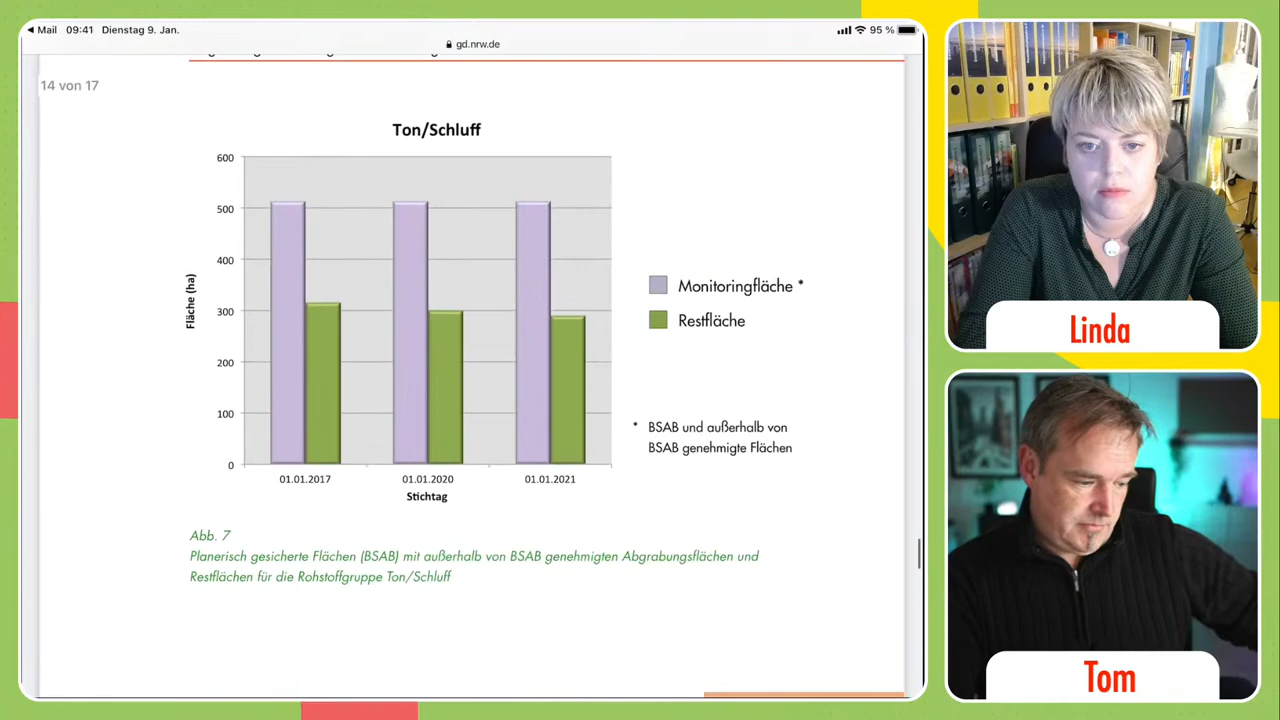 Mail 09:41 Dienstag 9. Jan.
95 %
gd.nrw.de
14 von 17
Ton/Schluff
600
500
400
300
200
100
0
Fläche (ha)
01.01.2017 01.01.2020 01.01.2021
Stichtag
Monitoringfläche *
Restfläche
* BSAB und außerhalb von
BSAB genehmigte Flächen
Abb. 7
Planerisch gesicherte Flächen (BSAB) mit außerhalb von BSAB genehmigten Abgrabungsflächen und
Restflächen für die Rohstoffgruppe Ton/Schluff
Linda
Tom